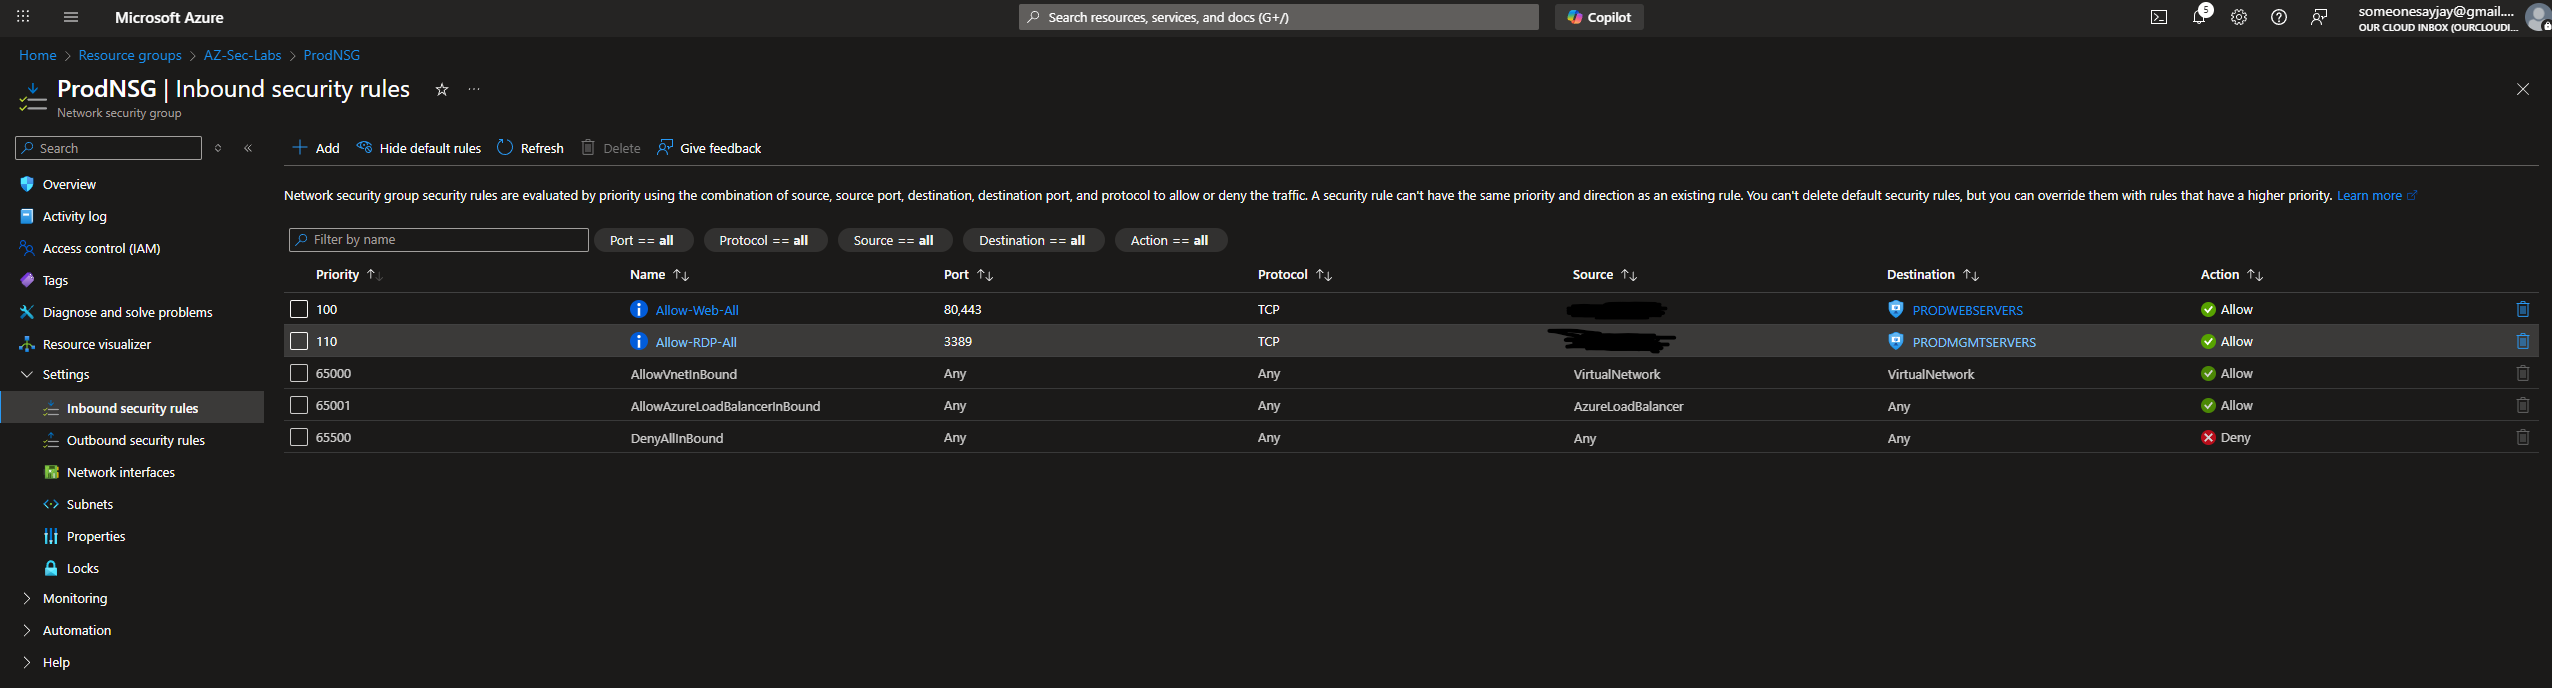 Microsoft Azure
Search resources, services, and docs (G+/)
Copilot
5
someonesayjay@gmail....
OUR CLOUD INBOX (OURCLOUDI...
Home > Resource groups > AZ-Sec-Labs > ProdNSG
ProdNSG | Inbound security rules
Network security group
Search
Add Hide default rules Refresh Delete Give feedback
Overview
Activity log
Access control (IAM)
Tags
Diagnose and solve problems
Resource visualizer
Settings
Inbound security rules
Outbound security rules
Network interfaces
Subnets
Properties
Locks
Monitoring
Automation
Help
Network security group security rules are evaluated by priority using the combination of source, source port, destination, destination port, and protocol to allow or deny the traffic. A security rule can't have the same priority and direction as an existing rule. You can't delete default security rules, but you can override them with rules that have a higher priority. Learn more
Filter by name Port == all Protocol == all Source == all Destination == all Action == all
Priority Name Port Protocol Source Destination Action
100 Allow-Web-All 80,443 TCP PRODWEBSERVERS Allow
110 Allow-RDP-All 3389 TCP PRODMGMTSERVERS Allow
65000 AllowVnetInBound Any Any VirtualNetwork VirtualNetwork Allow
65001 AllowAzureLoadBalancerInBound Any Any AzureLoadBalancer Any Allow
65500 DenyAllInBound Any Any Any Any Deny